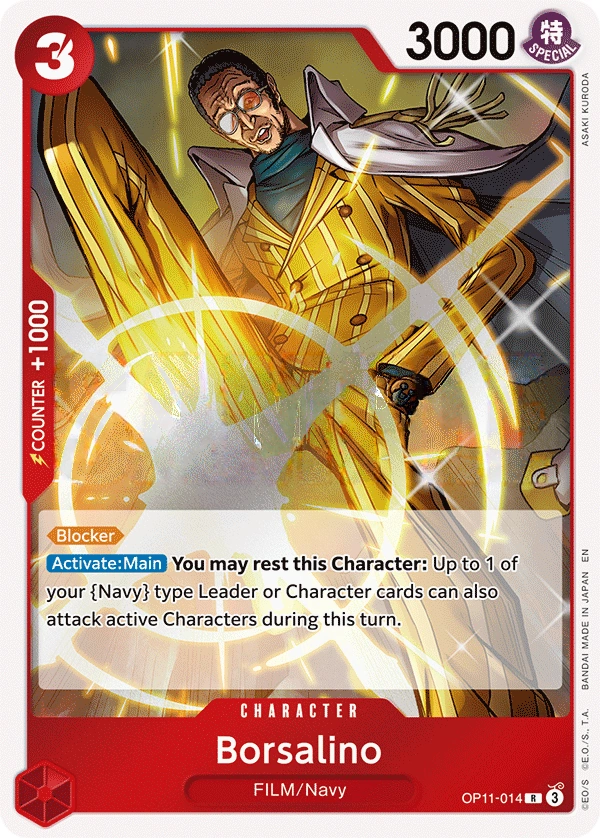 3
3000
特
SPECIAL
ASAKI KURODA
COUNTER +1000
Blocker
Activate:Main You may rest this Character: Up to 1 of
your {Navy} type Leader or Character cards can also
attack active Characters during this turn.
CHARACTER
Borsalino
FILM/Navy
OP11-014 R 3
©E.O/S ©E.O./S., T.A. BANDAI MADE IN JAPAN EN